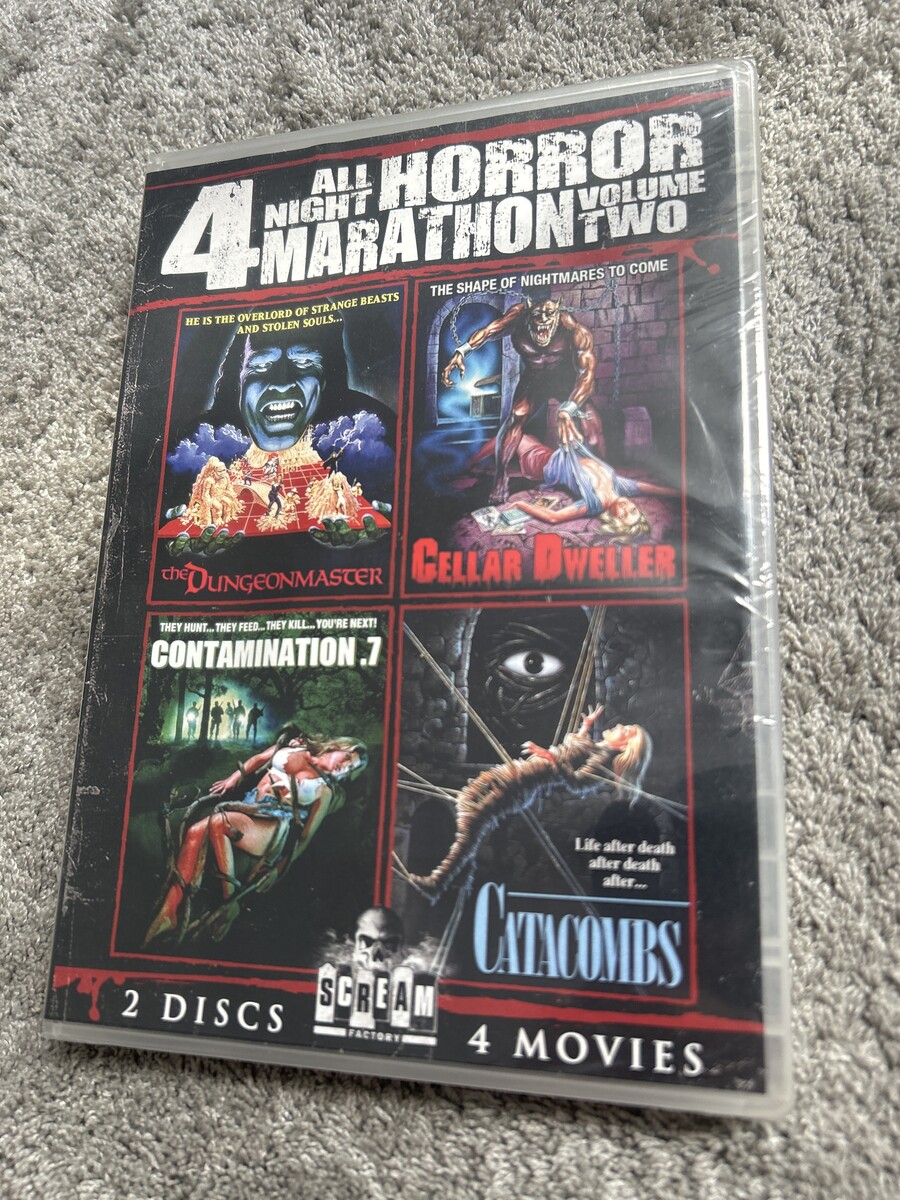 4 ALL NIGHT HORROR
MARATHON VOLUME TWO
HE IS THE OVERLORD OF STRANGE BEASTS
AND STOLEN SOULS...
THE DUNGEONMASTER
THE SHAPE OF NIGHTMARES TO COME
CELLAR DWELLER
THEY HUNT...THEY FEED...THEY KILL...YOU'RE NEXT!
CONTAMINATION .7
Life after death
after death
after...
CATACOMBS
2 DISCS
SCREAM
FACTORY
4 MOVIES